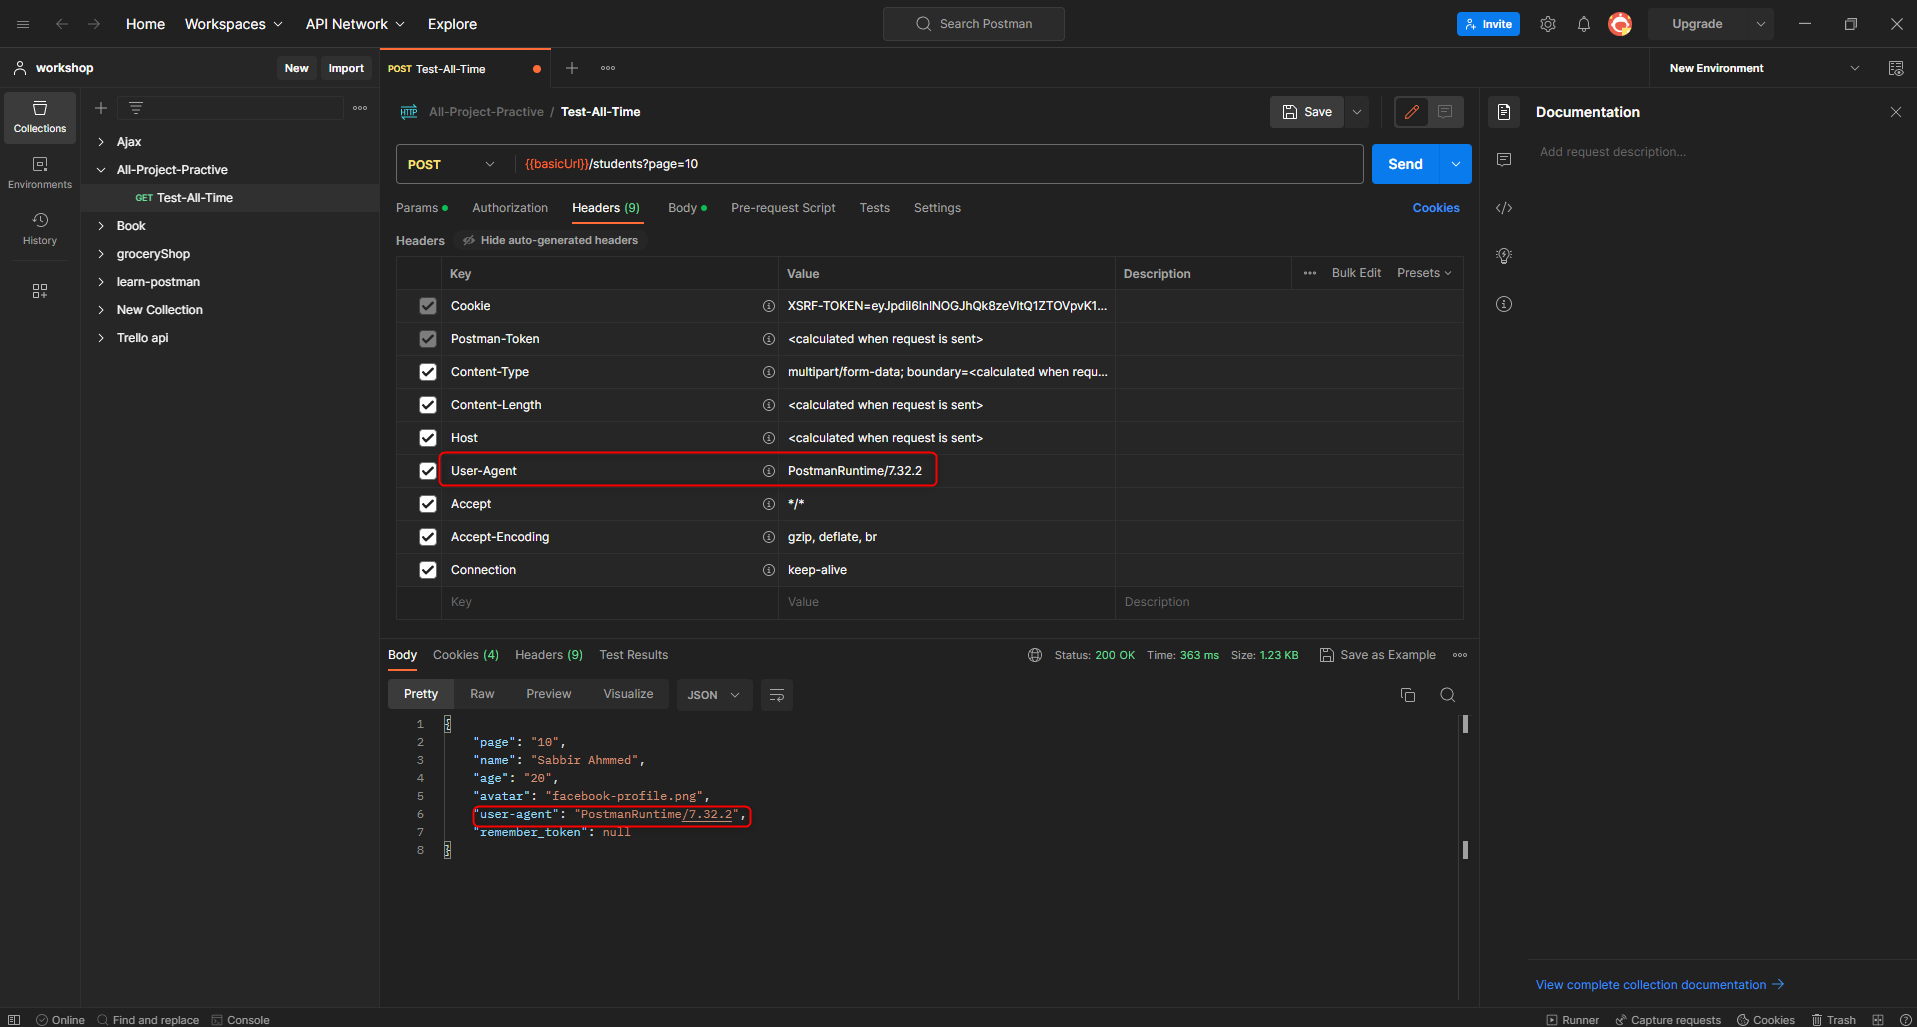 Home Workspaces API Network Explore Search Postman Invite Upgrade
workshop New Import POST Test-All-Time New Environment
Collections
Environments
History
Ajax
All-Project-Practive
GET Test-All-Time
Book
groceryShop
learn-postman
New Collection
Trello api
HTTP All-Project-Practive / Test-All-Time Save
POST {{basicUrl}}/students?page=10 Send
Params Authorization Headers (9) Body Pre-request Script Tests Settings Cookies
Headers Hide auto-generated headers
Key Value Description Bulk Edit Presets
Cookie
Postman-Token <calculated when request is sent>
Content-Type multipart/form-data; boundary=<calculated when requ...
Content-Length <calculated when request is sent>
Host <calculated when request is sent>
User-Agent PostmanRuntime/7.32.2
Accept */*
Accept-Encoding gzip, deflate, br
Connection keep-alive
Key Value Description
Body Cookies (4) Headers (9) Test Results Status: 200 OK Time: 363 ms Size: 1.23 KB Save as Example
Pretty Raw Preview Visualize JSON
1 {
2 "page": "10",
3 "name": "Sabbir Ahmmed",
4 "age": "20",
5 "avatar": "facebook-profile.png",
6 "user-agent": "PostmanRuntime/7.32.2",
7 "remember_token": null
8 }
Documentation
Add request description...
View complete collection documentation
Online Find and replace Console Runner Capture requests Cookies Trash